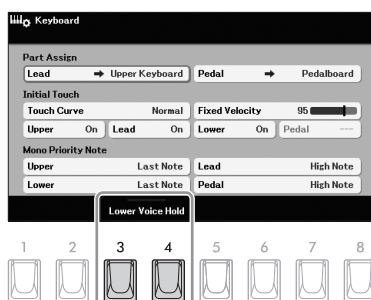 Keyboard
Part Assign
Lead → Upper Keyboard Pedal → Pedalboard
Initial Touch
Touch Curve Normal Fixed Velocity 95
Upper On Lead On Lower On Pedal ---
Mono Priority Note
Upper Last Note Lead High Note
Lower Last Note Pedal High Note
Lower Voice Hold
1 2 3 4 5 6 7 8